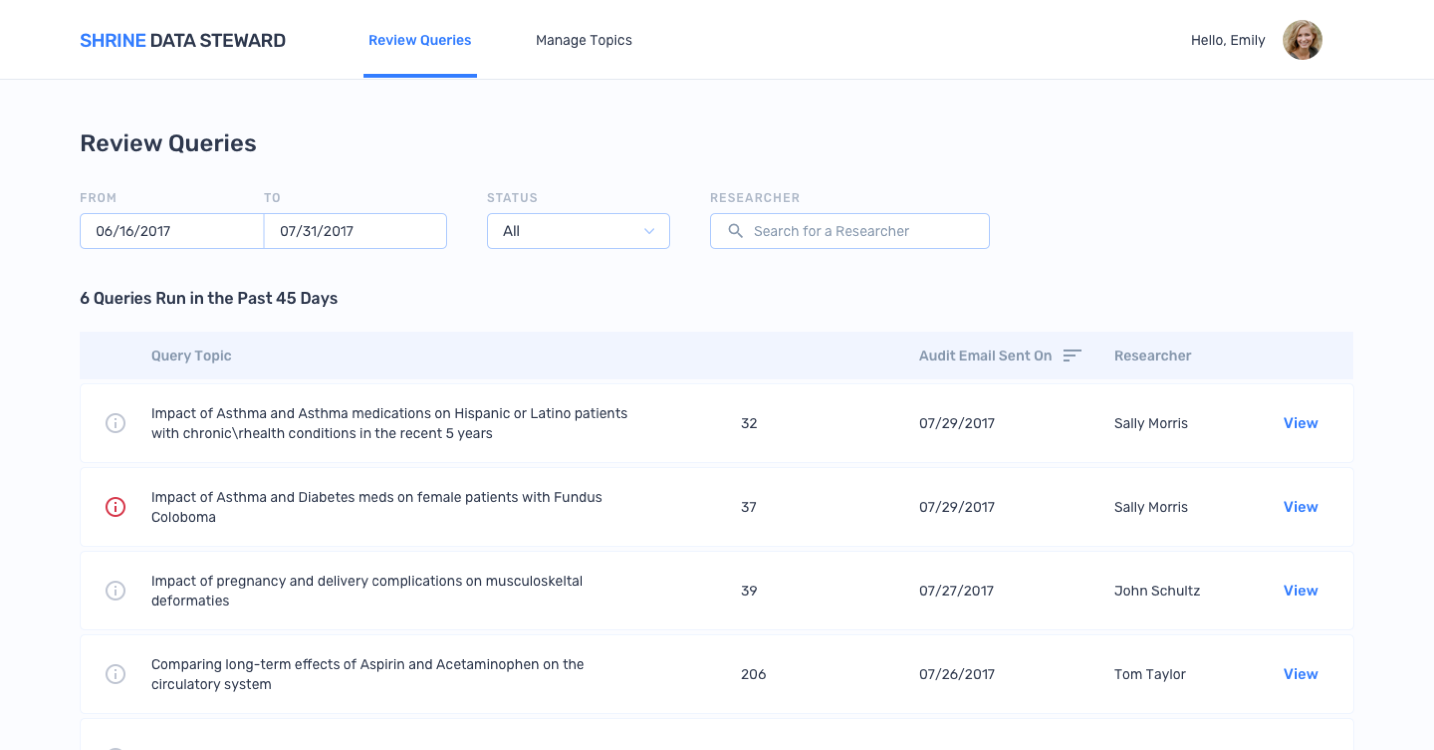 SHRINE DATA STEWARD Review Queries Manage Topics Hello, Emily
Review Queries
FROM TO STATUS RESEARCHER
06/16/2017 07/31/2017 All Search for a Researcher
6 Queries Run in the Past 45 Days
Query Topic Audit Email Sent On Researcher
Impact of Asthma and Asthma medications on Hispanic or Latino patients
with chronic\rhealth conditions in the recent 5 years
32 07/29/2017 Sally Morris View
Impact of Asthma and Diabetes meds on female patients with Fundus
Coloboma
37 07/29/2017 Sally Morris View
Impact of pregnancy and delivery complications on musculoskeltal
deformaties
39 07/27/2017 John Schultz View
Comparing long-term effects of Aspirin and Acetaminophen on the
circulatory system
206 07/26/2017 Tom Taylor View